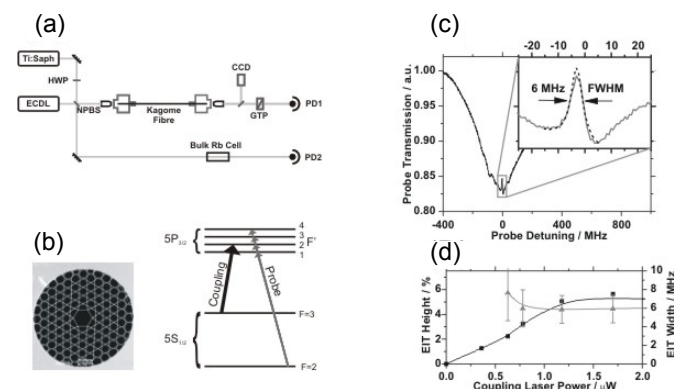 (a)
Ti:Saph
HWP
ECDL
NPBS
Kagome
Fibre
CCD
GTP
PD1
Bulk Rb Cell
PD2
(b)
5P3/2
4
3
2
1
F'
Coupling
Probe
5S1/2
F=3
F=2
(c)
-20 -10 0 10 20
6 MHz
FWHM
Probe Transmission / a.u.
1.00
0.95
0.90
0.85
0.80
-400 0 400 800
Probe Detuning / MHz
(d)
EIT Height / %
6
4
2
0
10
8
6
4
2
0
EIT Width / MHz
0.0 0.5 1.0 1.5 2.0
Coupling Laser Power / μW